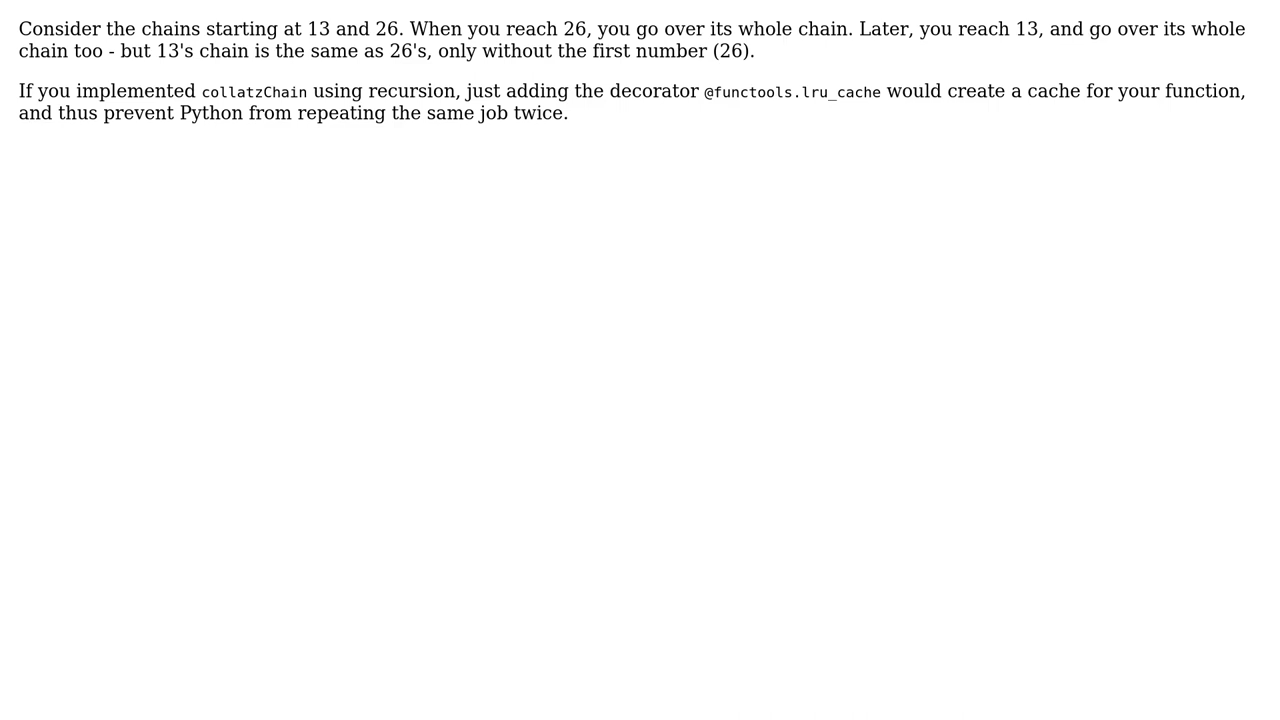 Consider the chains starting at 13 and 26. When you reach 26, you go over its whole chain. Later, you reach 13, and go over its whole
chain too - but 13's chain is the same as 26's, only without the first number (26).
If you implemented collatzChain using recursion, just adding the decorator @functools.lru_cache would create a cache for your function,
and thus prevent Python from repeating the same job twice.